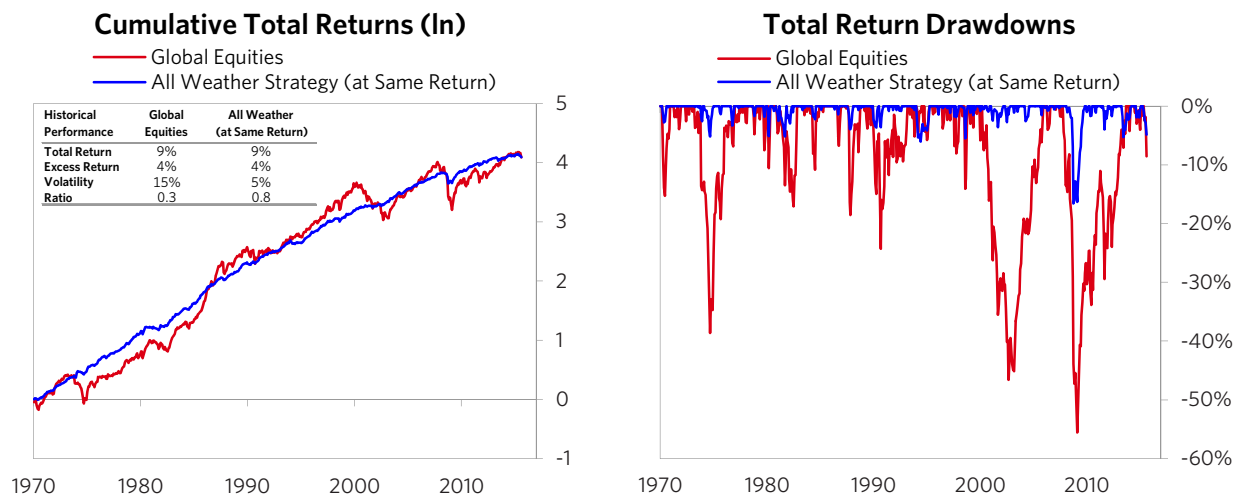 Cumulative Total Returns (ln)
Global Equities
All Weather Strategy (at Same Return)
Historical Performance Global Equities All Weather (at Same Return)
Total Return 9% 9%
Excess Return 4% 4%
Volatility 15% 5%
Ratio 0.3 0.8
5
4
3
2
1
0
-1
1970 1980 1990 2000 2010
Total Return Drawdowns
Global Equities
All Weather Strategy (at Same Return)
0%
-10%
-20%
-30%
-40%
-50%
-60%
1970 1980 1990 2000 2010